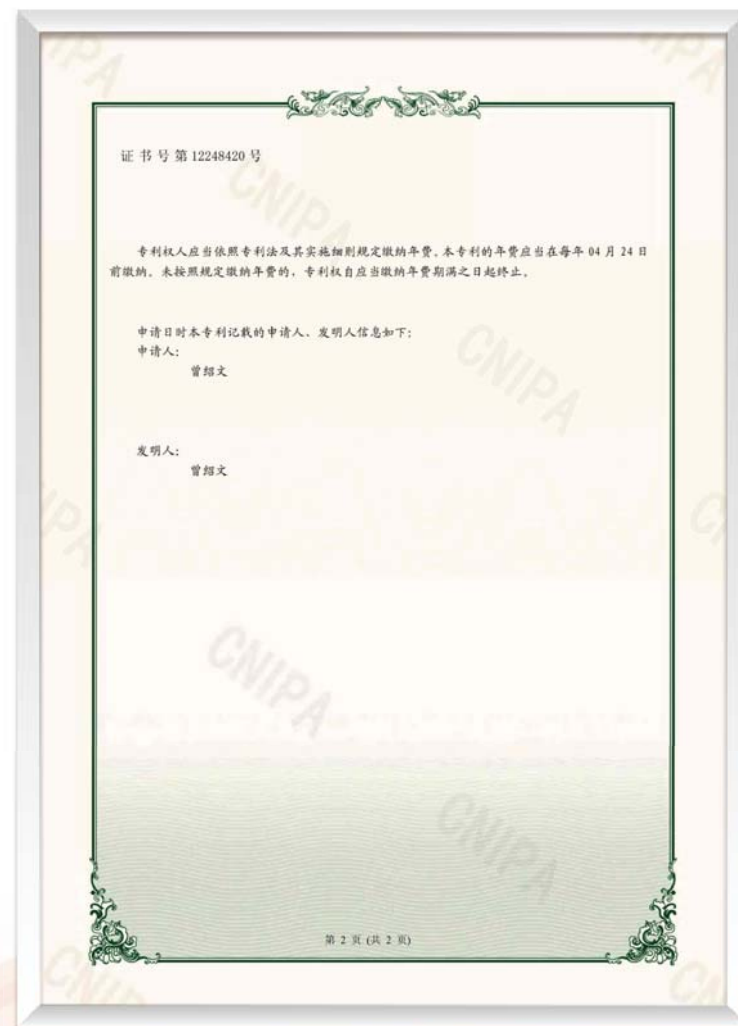 证书号第12248420号
专利权人应当依照专利法及其实施细则规定缴纳年费。本专利的年费应当在每年04月24日
前缴纳。未按照规定缴纳年费的，专利权自应当缴纳年费期满之日起终止。
申请日时本专利记载的申请人、发明人信息如下：
申请人：
曾绍文
发明人：
曾绍文
第 2 页 (共 2 页)
CNIPA
CNIPA
CNIPA
CNIPA
CNIPA